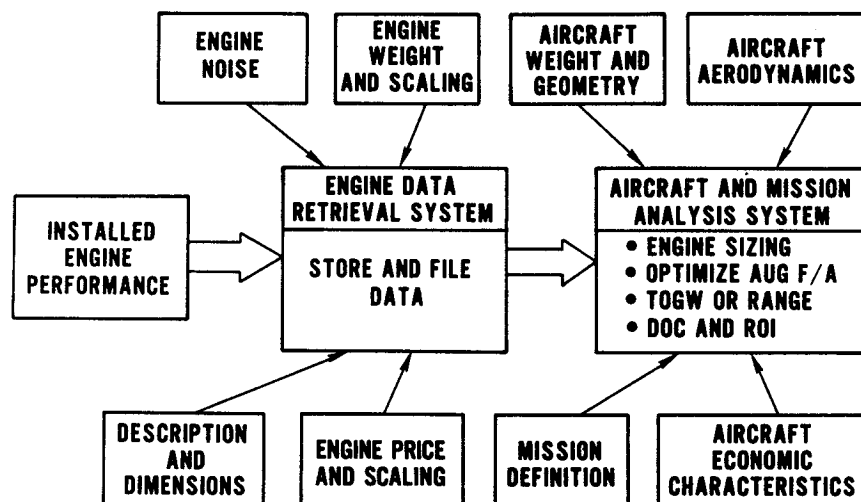 ENGINE
NOISE
ENGINE
WEIGHT
AND SCALING
AIRCRAFT
WEIGHT AND
GEOMETRY
AIRCRAFT
AERODYNAMICS
INSTALLED
ENGINE
PERFORMANCE
ENGINE DATA
RETRIEVAL SYSTEM
STORE AND FILE
DATA
AIRCRAFT AND MISSION
ANALYSIS SYSTEM
• ENGINE SIZING
• OPTIMIZE AUG F/A
• TOGW OR RANGE
• DOC AND ROI
DESCRIPTION
AND
DIMENSIONS
ENGINE PRICE
AND SCALING
MISSION
DEFINITION
AIRCRAFT
ECONOMIC
CHARACTERISTICS